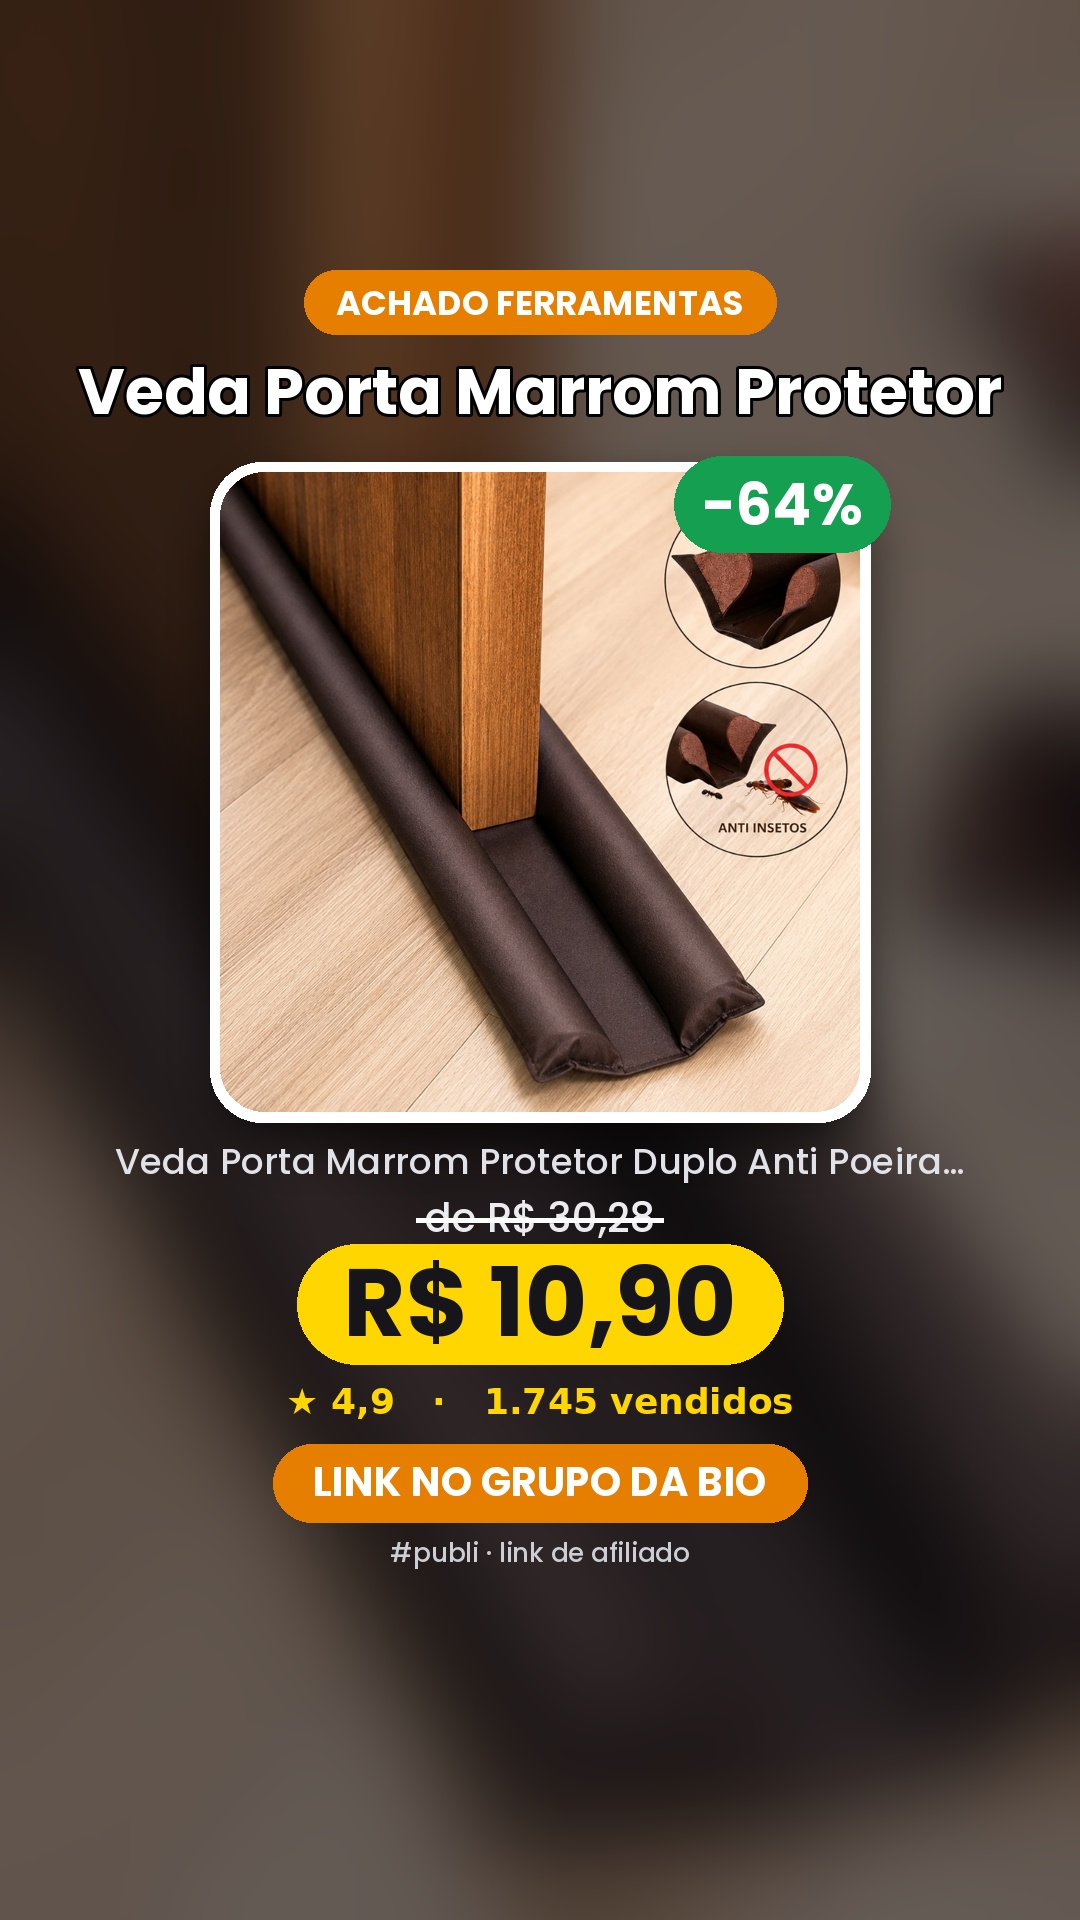 ACHADO FERRAMENTAS
Veda Porta Marrom Protetor
-64%
ANTI INSETOS
Veda Porta Marrom Protetor Duplo Anti Poeira...
de R$ 30,28
R$ 10,90
★ 4,9 · 1.745 vendidos
LINK NO GRUPO DA BIO
#publi · link de afiliado